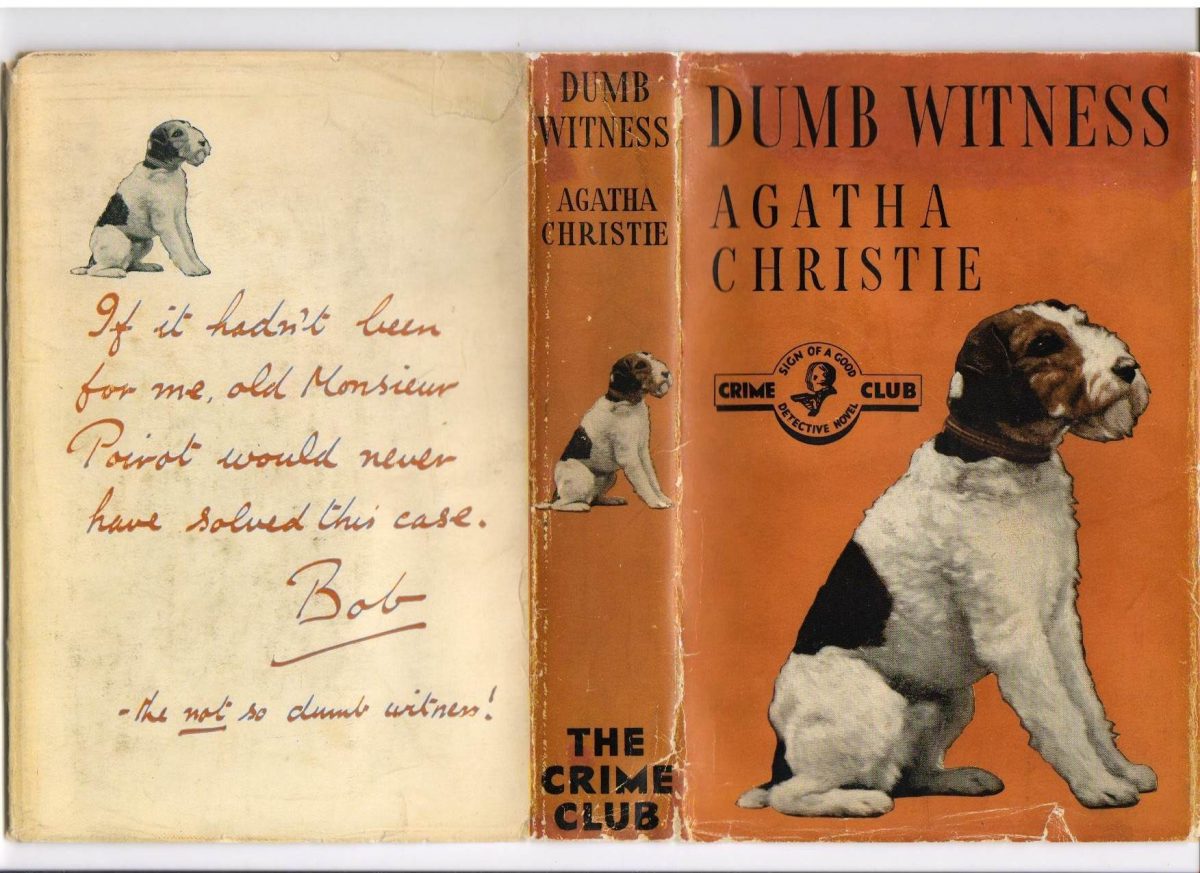 If it hadn't been
for me, old Monsieur
Poirot would never
have solved this case.
Bob
- the not so dumb witness!
DUMB
WITNESS
AGATHA
CHRISTIE
THE
CRIME
CLUB
DUMB WITNESS
AGATHA
CHRISTIE
SIGN OF A GOOD
CRIME CLUB
DETECTIVE NOVEL